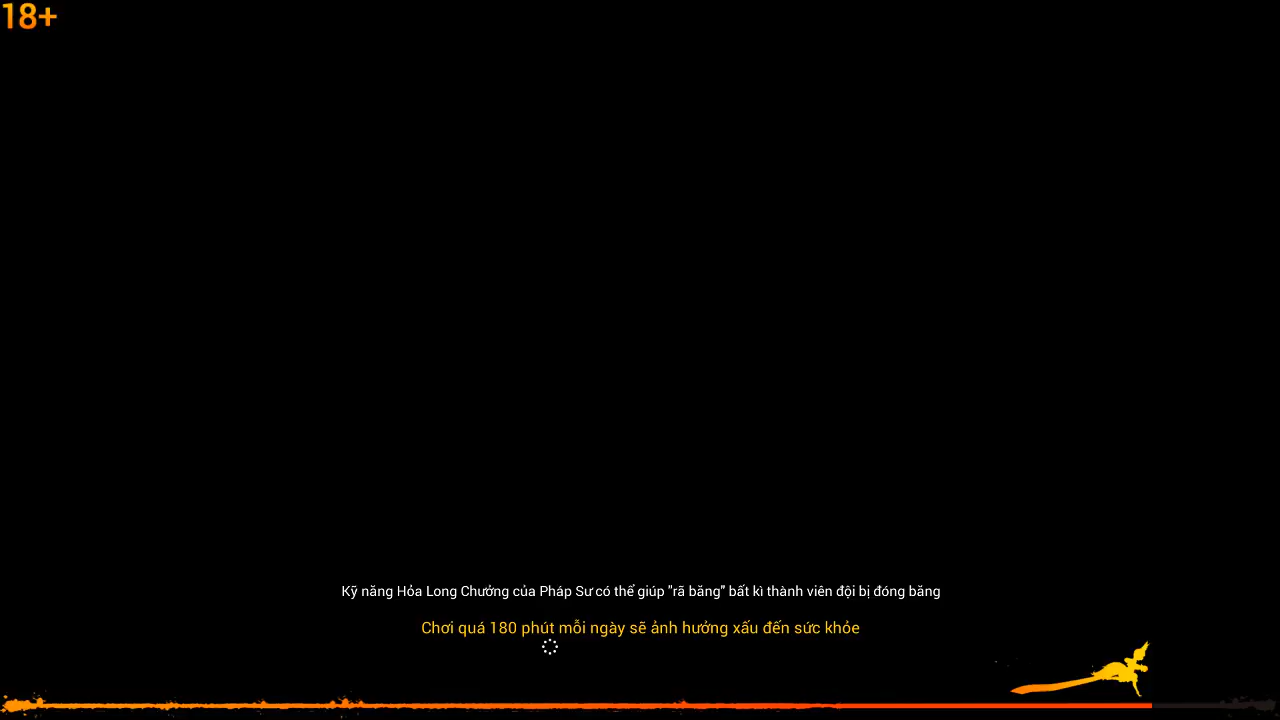 18+
Kỹ năng Hỏa Long Chưởng của Pháp Sư có thể giúp "rã băng" bất kì thành viên đội bị đóng băng
Chơi quá 180 phút mỗi ngày sẽ ảnh hưởng xấu đến sức khỏe